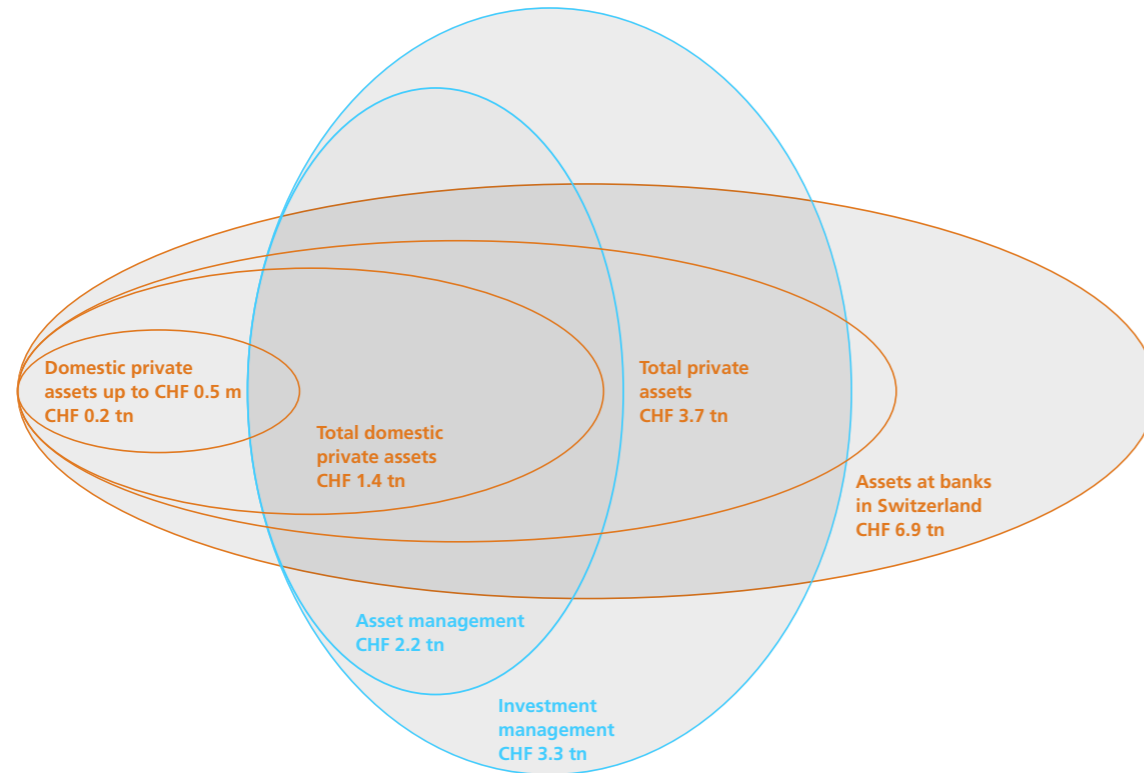 Domestic private
assets up to CHF 0.5 m
CHF 0.2 tn
Total domestic
private assets
CHF 1.4 tn
Total private
assets
CHF 3.7 tn
Assets at banks
in Switzerland
CHF 6.9 tn
Asset management
CHF 2.2 tn
Investment
management
CHF 3.3 tn